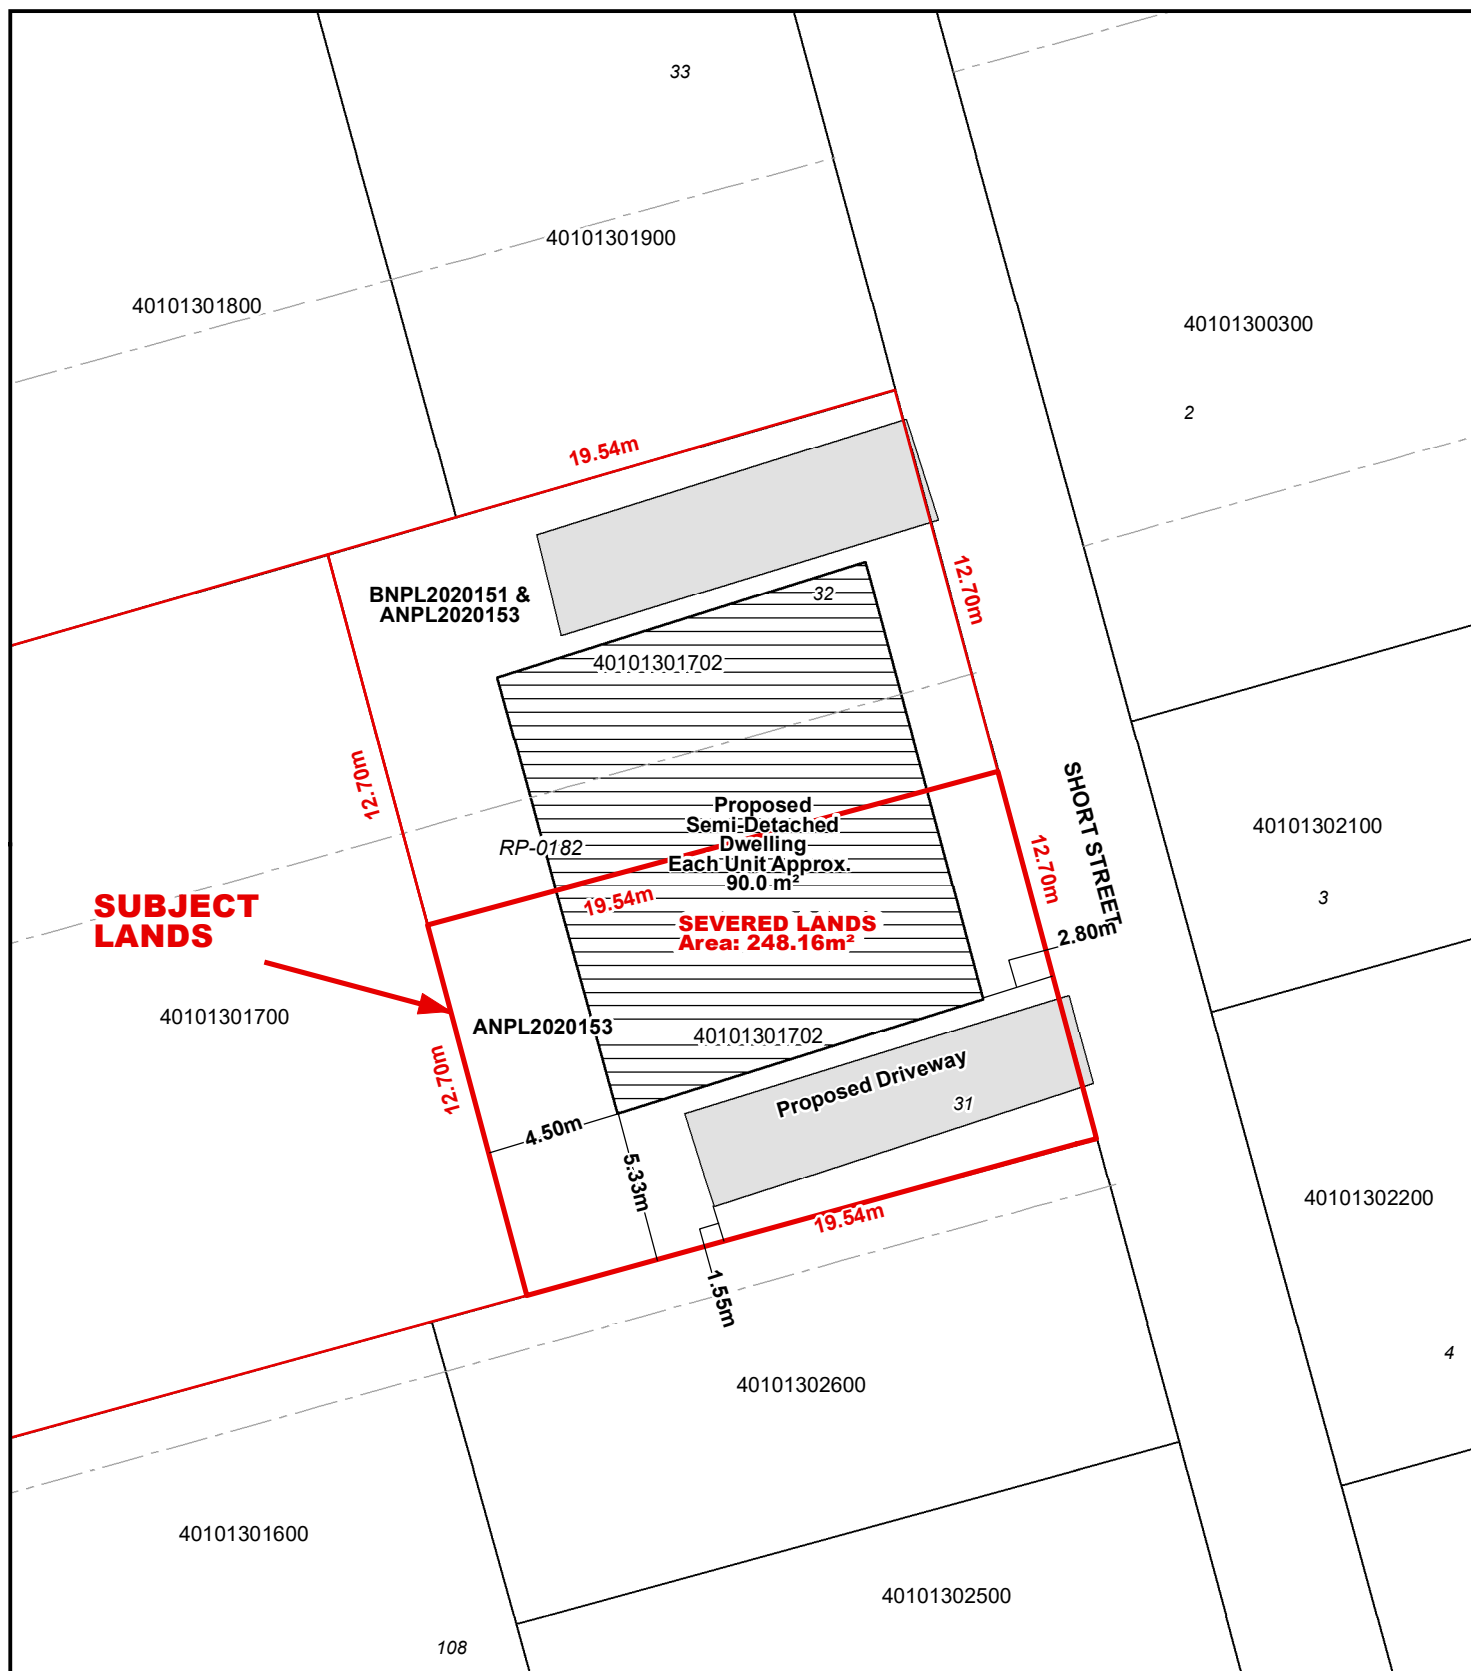 33
40101301900
40101301800
40101300300
2
19.54m
12.70m
BNPL2020151 &
ANPL2020153
32
40101301702
12.70m
SHORT STREET
Proposed
Semi-Detached
Dwelling
Each Unit Approx.
90.0 m²
RP-0182
19.54m
12.70m
40101302100
3
SUBJECT
LANDS
SEVERED LANDS
Area: 248.16m²
2.80m
40101301700
ANPL2020153
40101301702
12.70m
Proposed Driveway
31
4.50m
5.33m
19.54m
1.55m
40101302200
4
40101302600
40101301600
40101302500
108